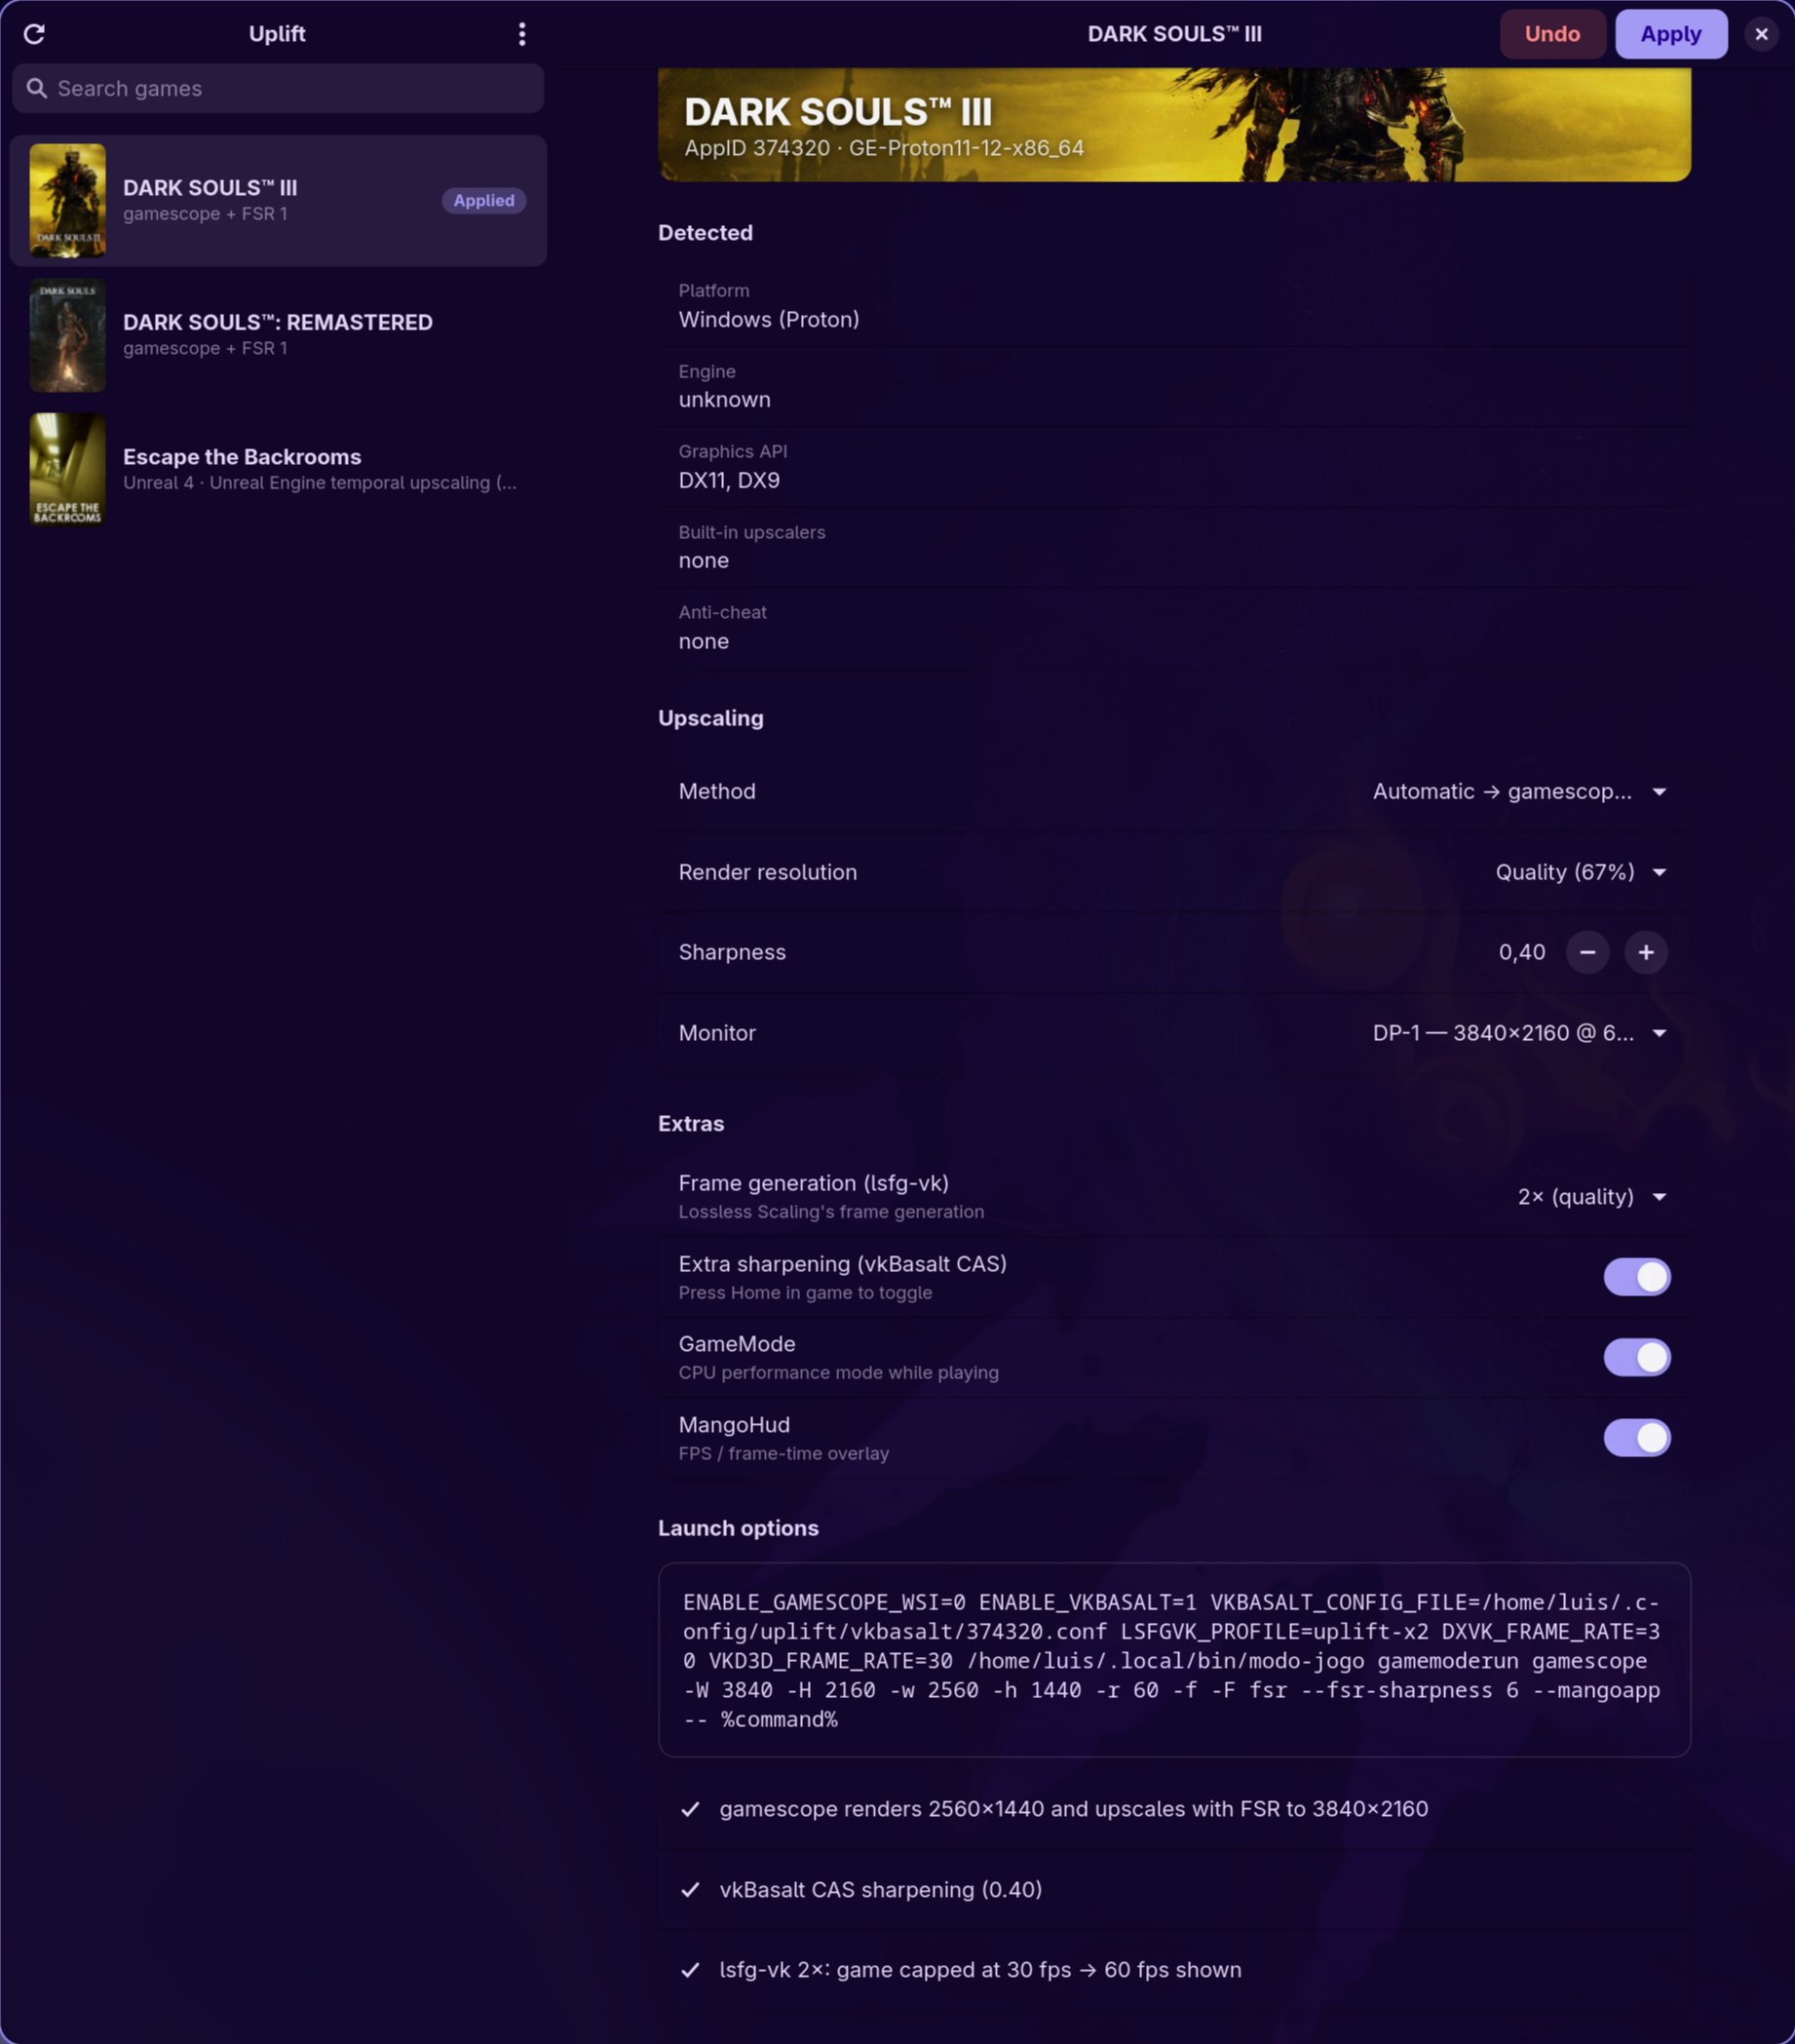 Uplift
DARK SOULS™ III
Undo
Apply
Search games
DARK SOULS™ III
gamescope + FSR 1
Applied
DARK SOULS III
DARK SOULS
DARK SOULS™: REMASTERED
gamescope + FSR 1
Escape the Backrooms
Unreal 4 · Unreal Engine temporal upscaling (...
ESCAPE THE
BACKROOMS
DARK SOULS™ III
AppID 374320 · GE-Proton11-12-x86_64
Detected
Platform
Windows (Proton)
Engine
unknown
Graphics API
DX11, DX9
Built-in upscalers
none
Anti-cheat
none
Upscaling
Method
Automatic → gamescop...
Render resolution
Quality (67%)
Sharpness
0,40
Monitor
DP-1 — 3840×2160 @ 6...
Extras
Frame generation (lsfg-vk)
Lossless Scaling's frame generation
2× (quality)
Extra sharpening (vkBasalt CAS)
Press Home in game to toggle
GameMode
CPU performance mode while playing
MangoHud
FPS / frame-time overlay
Launch options
ENABLE_GAMESCOPE_WSI=0 ENABLE_VKBASALT=1 VKBASALT_CONFIG_FILE=/home/luis/.c-
onfig/uplift/vkbasalt/374320.conf LSFGVK_PROFILE=uplift-x2 DXVK_FRAME_RATE=3
0 VKD3D_FRAME_RATE=30 /home/luis/.local/bin/modo-jogo gamemoderun gamescope
-W 3840 -H 2160 -w 2560 -h 1440 -r 60 -f -F fsr --fsr-sharpness 6 --mangoapp
-- %command%
gamescope renders 2560×1440 and upscales with FSR to 3840×2160
vkBasalt CAS sharpening (0.40)
lsfg-vk 2×: game capped at 30 fps → 60 fps shown